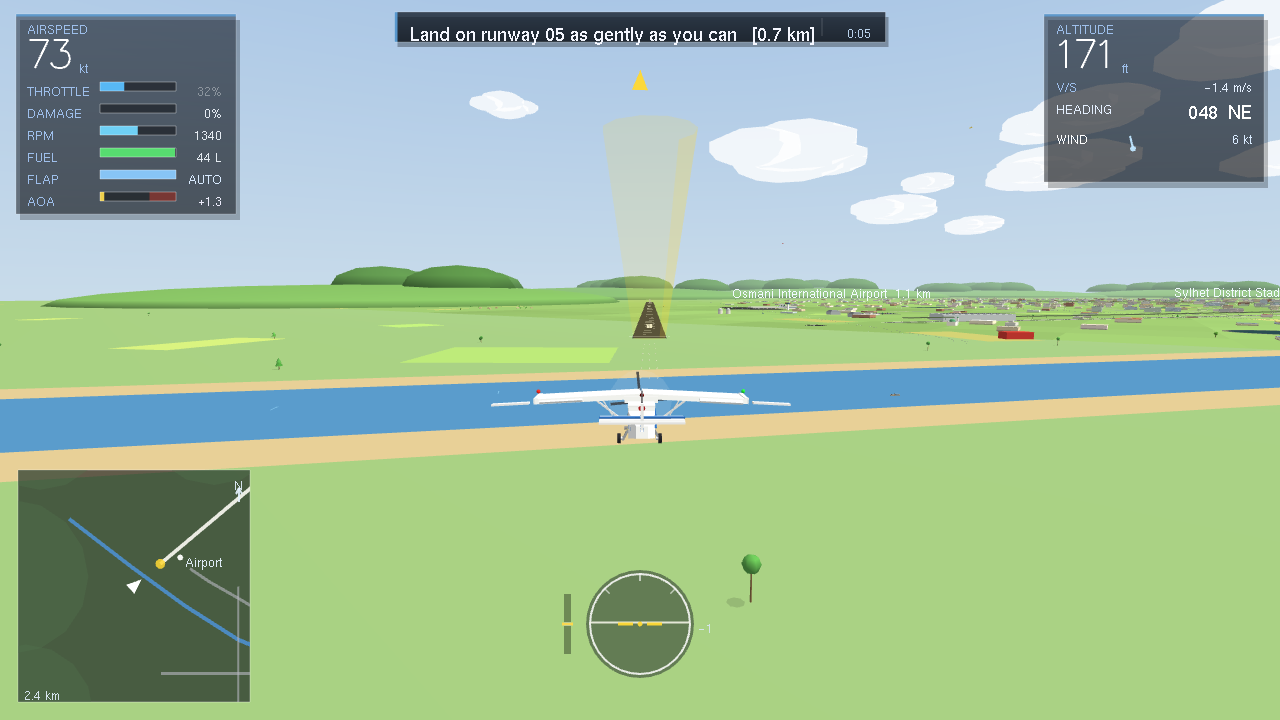 AIRSPEED
73 kt
THROTTLE 32%
DAMAGE 0%
RPM 1340
FUEL 44 L
FLAP AUTO
AOA +1.3
Land on runway 05 as gently as you can [0.7 km] 0:05
ALTITUDE
171 ft
V/S −1.4 m/s
HEADING 048 NE
WIND 6 kt
Osmani International Airport 1.1 km
Sylhet District Stad
N
Airport
2.4 km
−1